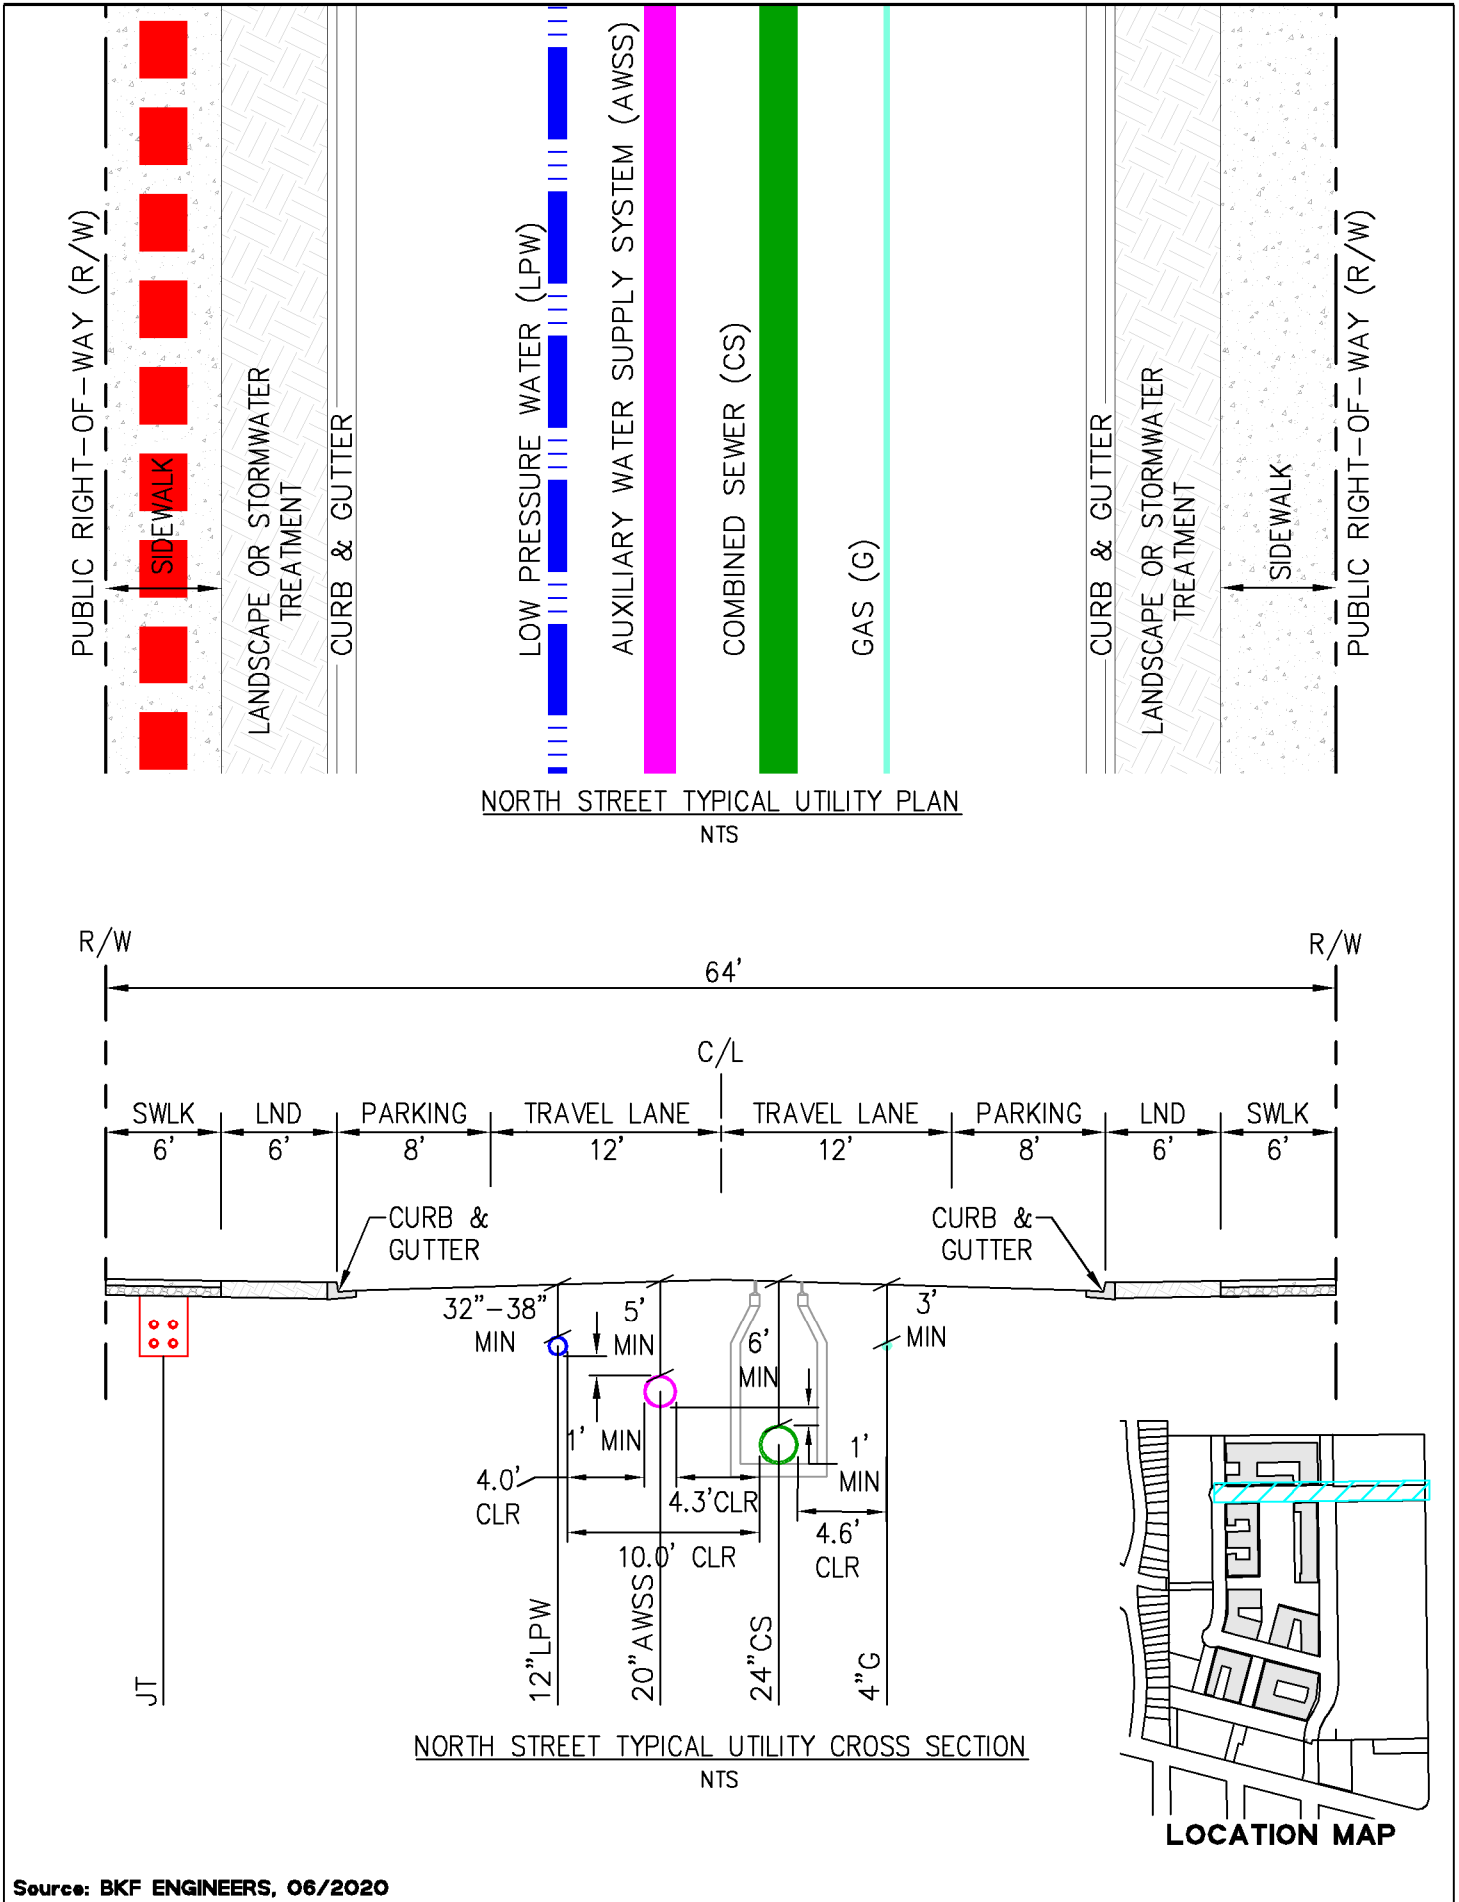 PUBLIC RIGHT-OF-WAY (R/W)
SIDEWALK
LANDSCAPE OR STORMWATER
TREATMENT
CURB & GUTTER
LOW PRESSURE WATER (LPW)
AUXILIARY WATER SUPPLY SYSTEM (AWSS)
COMBINED SEWER (CS)
GAS (G)
CURB & GUTTER
LANDSCAPE OR STORMWATER
TREATMENT
SIDEWALK
PUBLIC RIGHT-OF-WAY (R/W)
NORTH STREET TYPICAL UTILITY PLAN
NTS
R/W
R/W
64'
C/L
SWLK
LND
PARKING
TRAVEL LANE
TRAVEL LANE
PARKING
LND
SWLK
6'
6'
8'
12'
12'
8'
6'
6'
CURB &
GUTTER
CURB &
GUTTER
32"-38"
MIN
5'
MIN
6'
MIN
3'
MIN
1' MIN
1'
MIN
4.0'
CLR
4.3'CLR
10.0' CLR
4.6'
CLR
JT
12"LPW
20"AWSS
24"CS
4"G
NORTH STREET TYPICAL UTILITY CROSS SECTION
NTS
LOCATION MAP
Source: BKF ENGINEERS, 06/2020